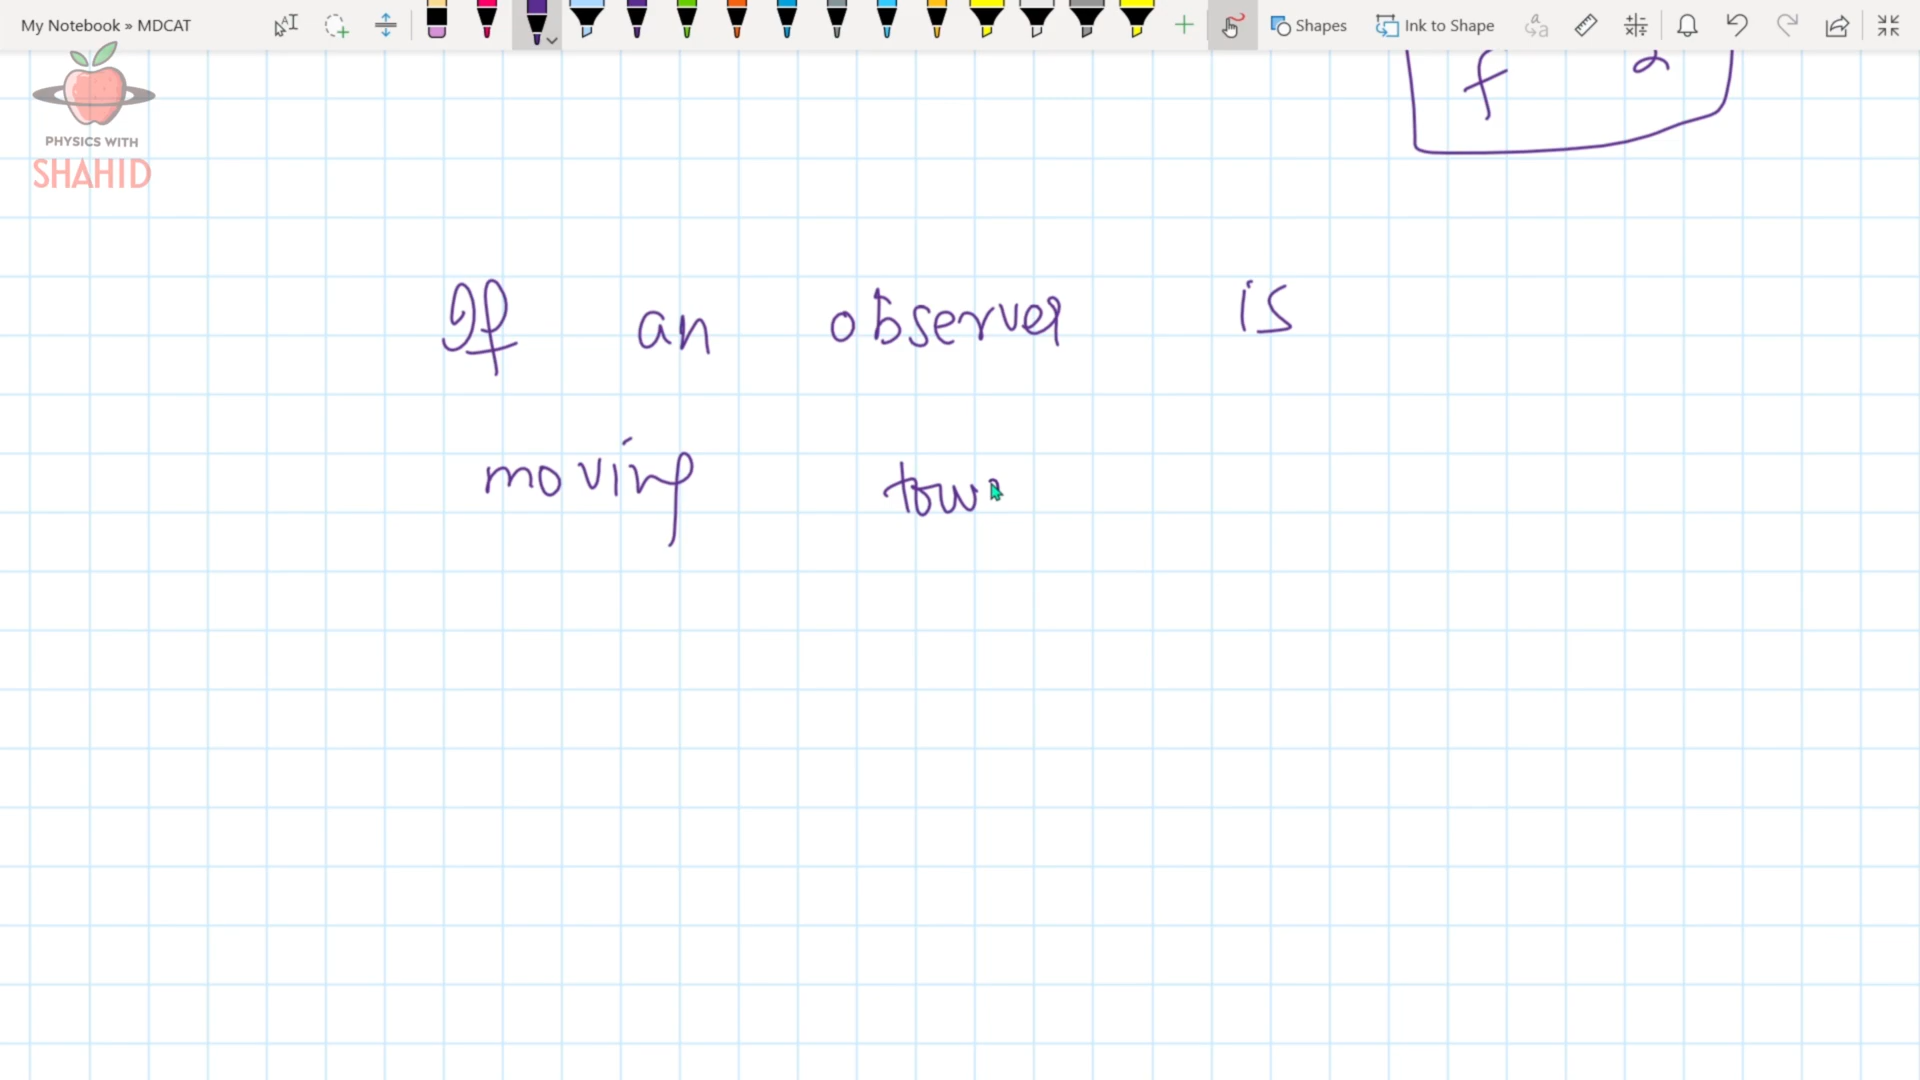 My Notebook » MDCAT
Shapes
Ink to Shape
f α
PHYSICS WITH
SHAHID
If an observer is
moving tow